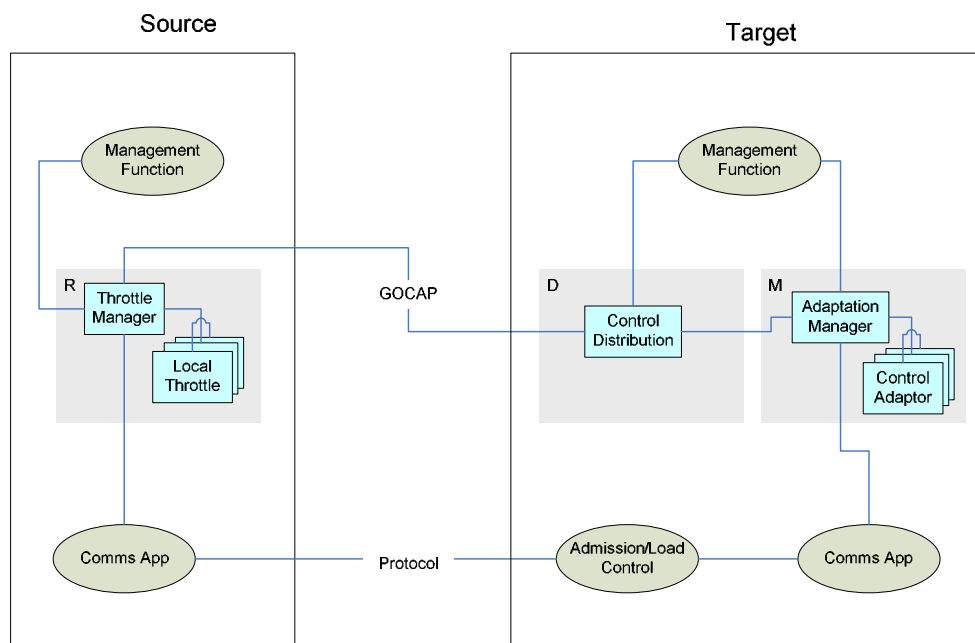 Source
Target
Management
Function
Management
Function
R
Throttle
Manager
Local
Throttle
GOCAP
D
Control
Distribution
M
Adaptation
Manager
Control
Adaptor
Comms App
Protocol
Admission/Load
Control
Comms App